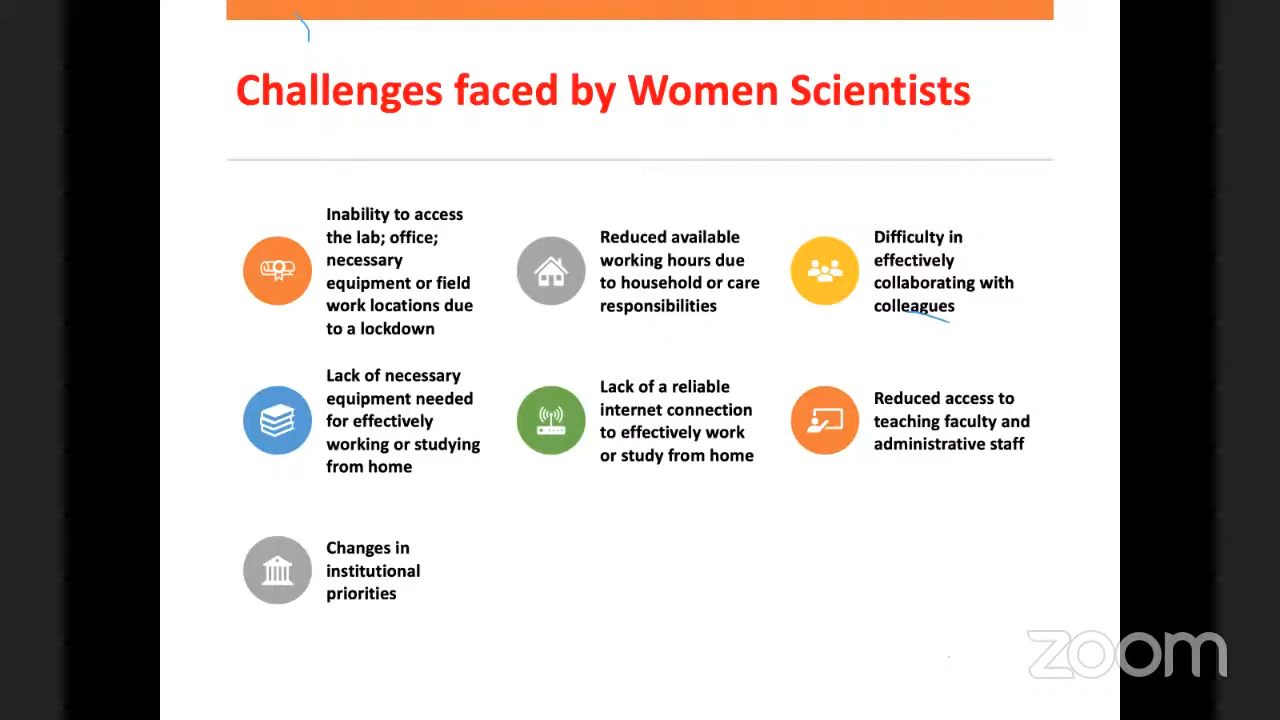 Challenges faced by Women Scientists
Inability to access
the lab; office;
necessary
equipment or field
work locations due
to a lockdown
Reduced available
working hours due
to household or care
responsibilities
Difficulty in
effectively
collaborating with
colleagues
Lack of necessary
equipment needed
for effectively
working or studying
from home
Lack of a reliable
internet connection
to effectively work
or study from home
Reduced access to
teaching faculty and
administrative staff
Changes in
institutional
priorities
zoom